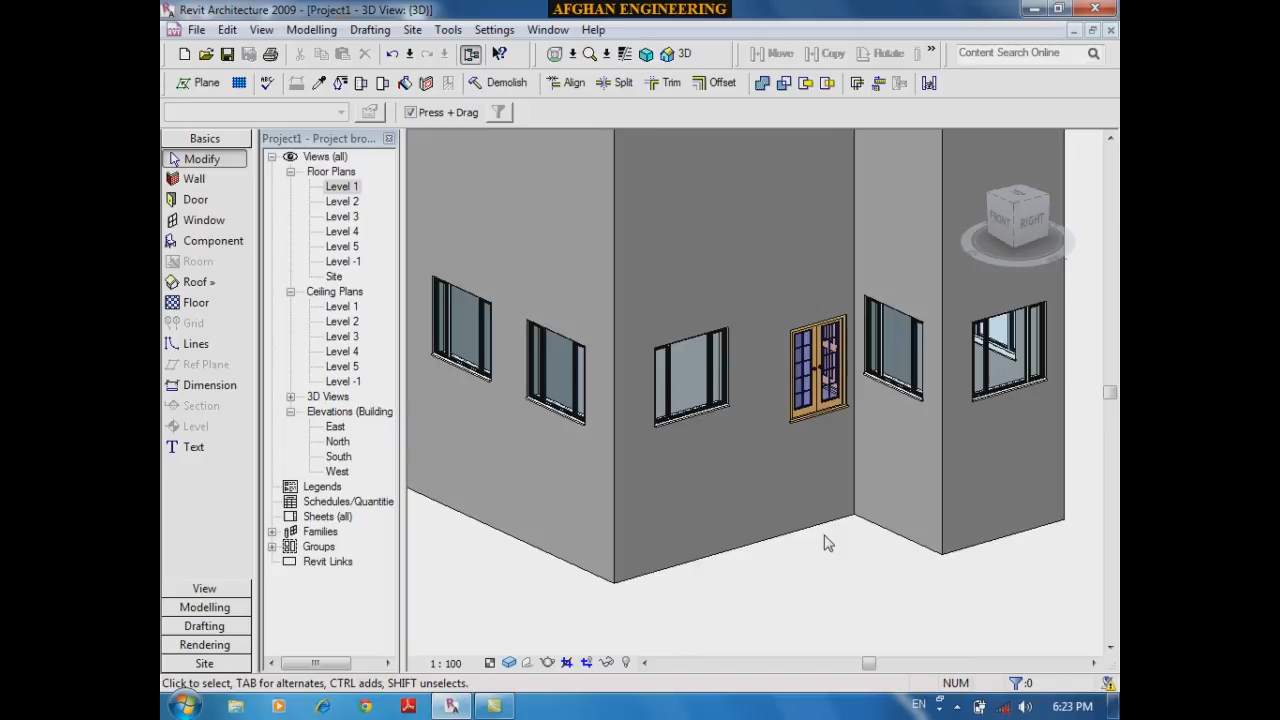 AFGHAN ENGINEERING
Revit Architecture 2009 - [Project1 - 3D View: {3D}]
File Edit View Modelling Drafting Site Tools Settings Window Help
3D Move Copy Rotate » Content Search Online
Plane Demolish Align Split Trim Offset
Press + Drag
Basics
Modify
Wall
Door
Window
Component
Room
Roof »
Floor
Grid
Lines
Ref Plane
Dimension
Section
Level
Text
View
Modelling
Drafting
Rendering
Site
Project1 - Project bro...
Views (all)
Floor Plans
Level 1
Level 2
Level 3
Level 4
Level 5
Level -1
Site
Ceiling Plans
Level 1
Level 2
Level 3
Level 4
Level 5
Level -1
3D Views
Elevations (Building
East
North
South
West
Legends
Schedules/Quantitie
Sheets (all)
Families
Groups
Revit Links
FRONT RIGHT
1 : 100
Click to select, TAB for alternates, CTRL adds, SHIFT unselects. NUM :0
EN 6:23 PM